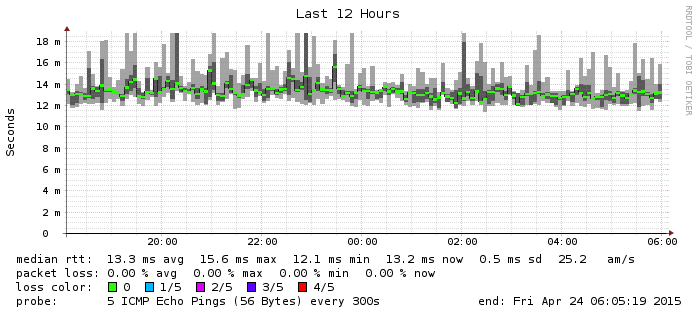 Last 12 Hours
RRDTOOL / TOBI OETIKER
Seconds
18 m
16 m
14 m
12 m
10 m
8 m
6 m
4 m
2 m
0
20:00 22:00 00:00 02:00 04:00 06:00
median rtt: 13.3 ms avg 15.6 ms max 12.1 ms min 13.2 ms now 0.5 ms sd 25.2 am/s
packet loss: 0.00 % avg 0.00 % max 0.00 % min 0.00 % now
loss color: 0 1/5 2/5 3/5 4/5
probe: 5 ICMP Echo Pings (56 Bytes) every 300s end: Fri Apr 24 06:05:19 2015